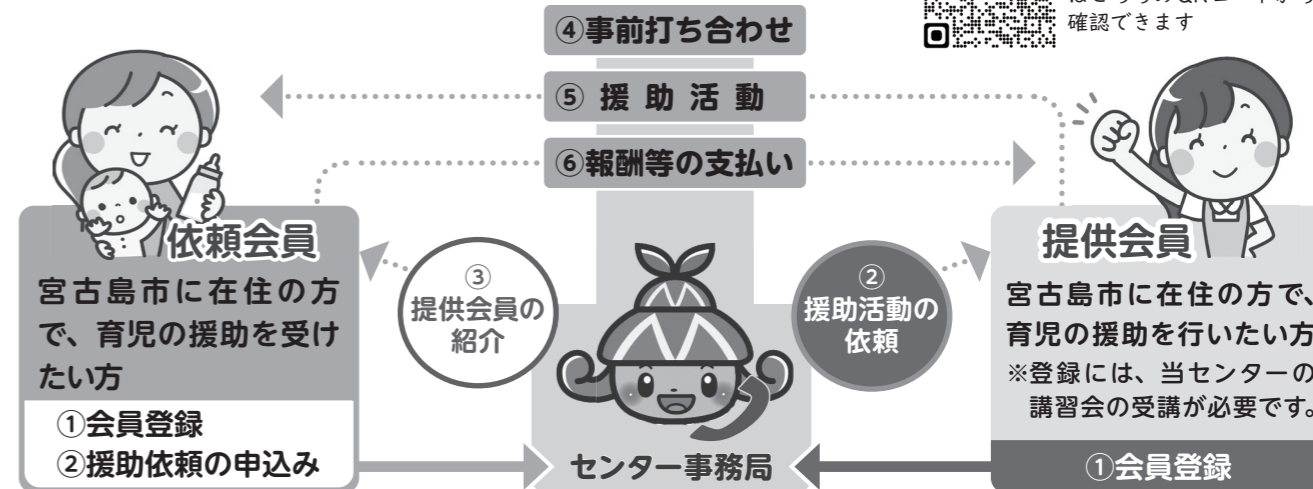 確認できます
④事前打ち合わせ
⑤ 援助活動
⑥報酬等の支払い
依頼会員
宮古島市に在住の方
で、育児の援助を受け
たい方
①会員登録
②援助依頼の申込み
③
提供会員の
紹介
②
援助活動の
依頼
センター事務局
提供会員
宮古島市に在住の方で、
育児の援助を行いたい方
※登録には、当センターの
講習会の受講が必要です。
①会員登録